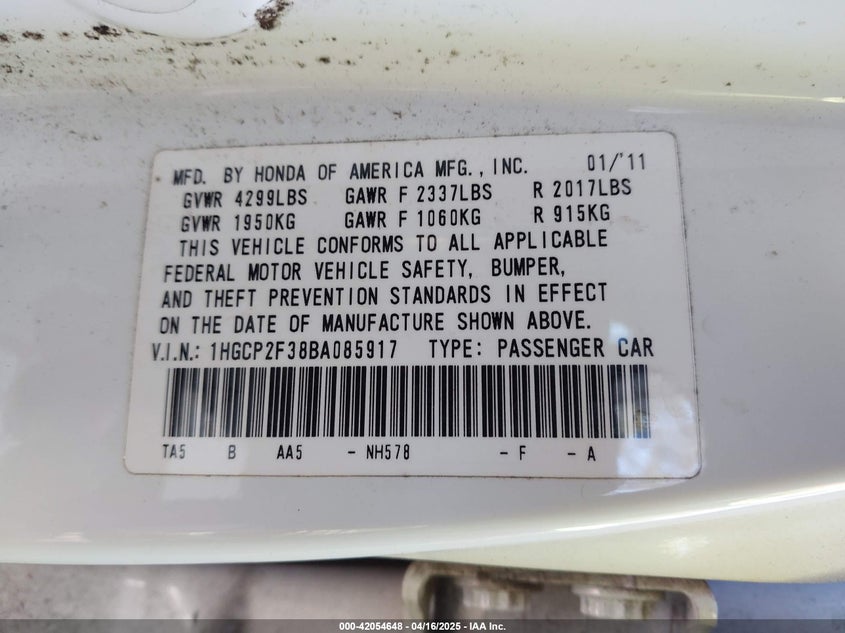 MFD. BY HONDA OF AMERICA MFG., INC. 01/'11
GVWR 4299LBS GAWR F 2337LBS R 2017LBS
GVWR 1950KG GAWR F 1060KG R 915KG
THIS VEHICLE CONFORMS TO ALL APPLICABLE
FEDERAL MOTOR VEHICLE SAFETY, BUMPER,
AND THEFT PREVENTION STANDARDS IN EFFECT
ON THE DATE OF MANUFACTURE SHOWN ABOVE.
V.I.N.: 1HGCP2F38BA085917 TYPE: PASSENGER CAR
TA5 B AA5 - NH578 - F - A
000-42054648 - 04/16/2025 - IAA Inc.